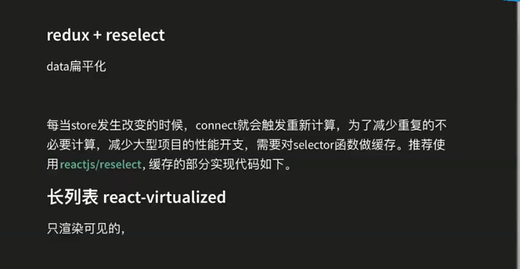 redux + reselect
data扁平化
每当store发生改变的时候，connect就会触发重新计算，为了减少重复的不
必要计算，减少大型项目的性能开支，需要对selector函数做缓存。推荐使
用reactjs/reselect, 缓存的部分实现代码如下。
长列表 react-virtualized
只渲染可见的，